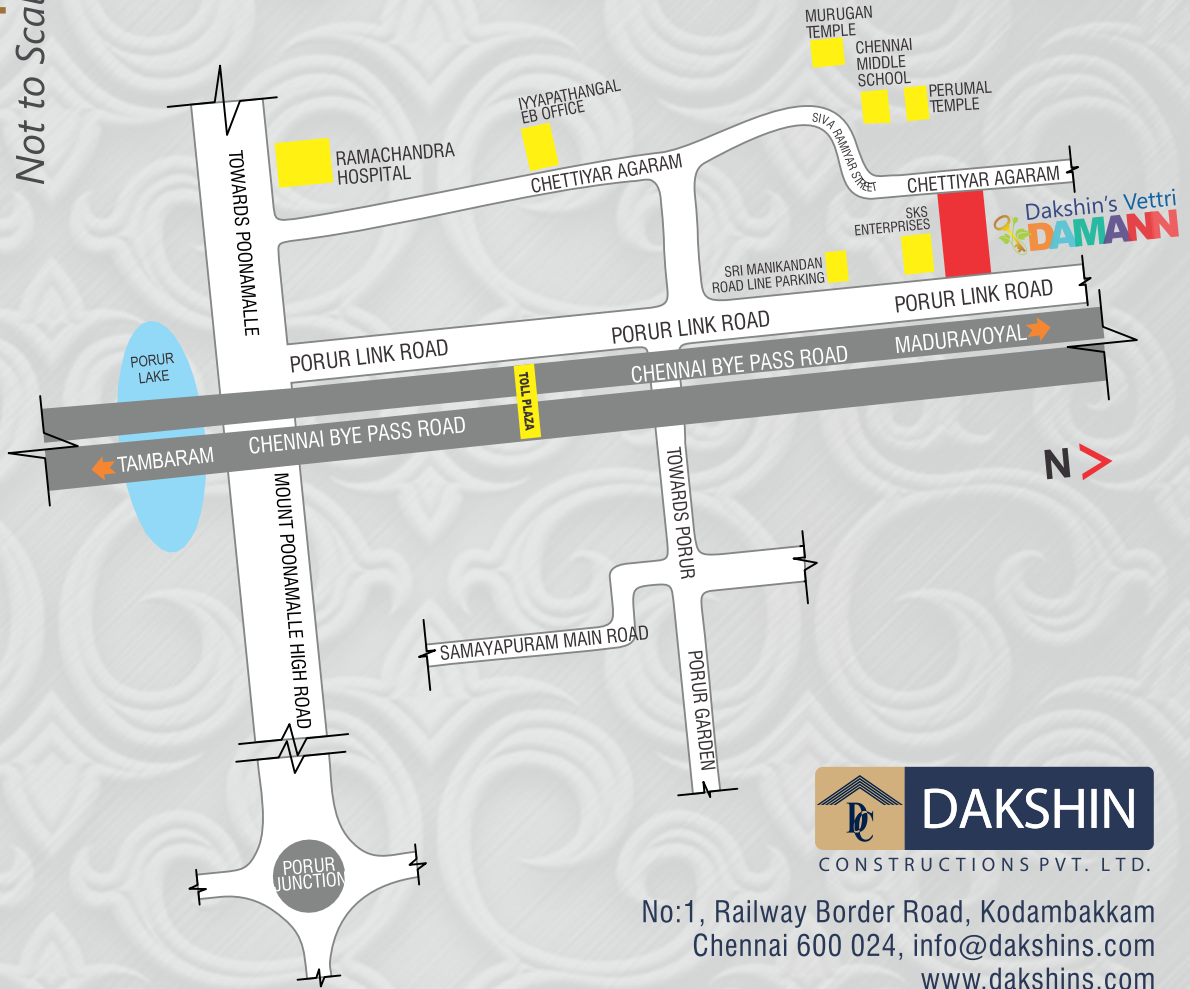 Not to Scal
MURUGAN
TEMPLE
CHENNAI
MIDDLE
SCHOOL
PERUMAL
TEMPLE
IYYAPATHANGAL
EB OFFICE
RAMACHANDRA
HOSPITAL
TOWARDS POONAMALLE
CHETTIYAR AGARAM
SIVA RAMIYAR STREET
CHETTIYAR AGARAM
SKS
ENTERPRISES
Dakshin's Vettri
DAMANN
SRI MANIKANDAN
ROAD LINE PARKING
PORUR LINK ROAD
PORUR LINK ROAD
PORUR LINK ROAD
PORUR
LAKE
TOLL PLAZA
CHENNAI BYE PASS ROAD
MADURAVOYAL
TAMBARAM
CHENNAI BYE PASS ROAD
N
MOUNT POONAMALLE HIGH ROAD
TOWARDS PORUR
SAMAYAPURAM MAIN ROAD
PORUR GARDEN
PORUR
JUNCTION
DC
DAKSHIN
CONSTRUCTIONS PVT. LTD.
No:1, Railway Border Road, Kodambakkam
Chennai 600 024, info@dakshins.com
www.dakshins.com